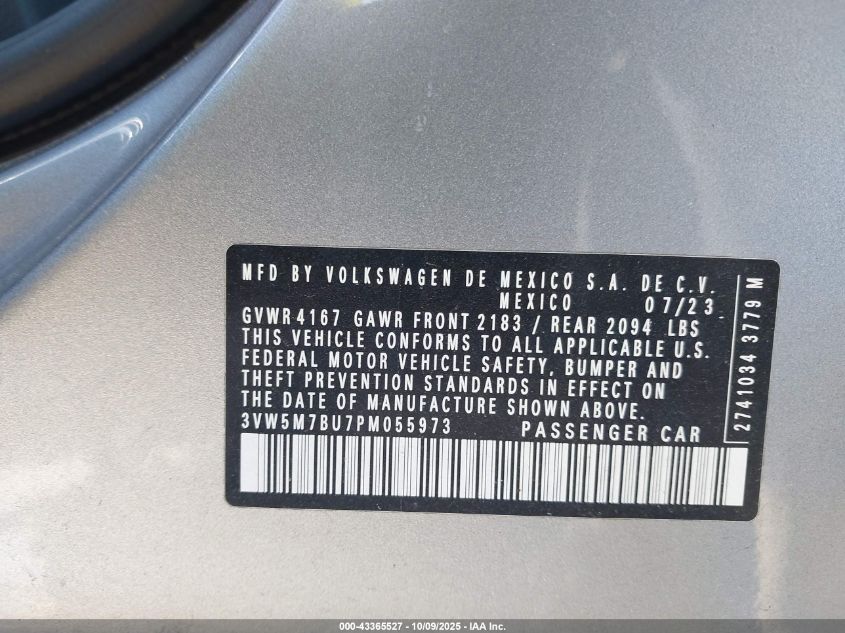 MFD BY VOLKSWAGEN DE MEXICO S.A. DE C.V.
MEXICO 07/23
GVWR 4167 GAWR FRONT 2183 / REAR 2094 LBS
THIS VEHICLE CONFORMS TO ALL APPLICABLE U.S.
FEDERAL MOTOR VEHICLE SAFETY, BUMPER AND
THEFT PREVENTION STANDARDS IN EFFECT ON
THE DATE OF MANUFACTURE SHOWN ABOVE.
3VW5M7BU7PM055973 PASSENGER CAR
2741034 3779 M
000-43365527 - 10/09/2025 - IAA Inc.